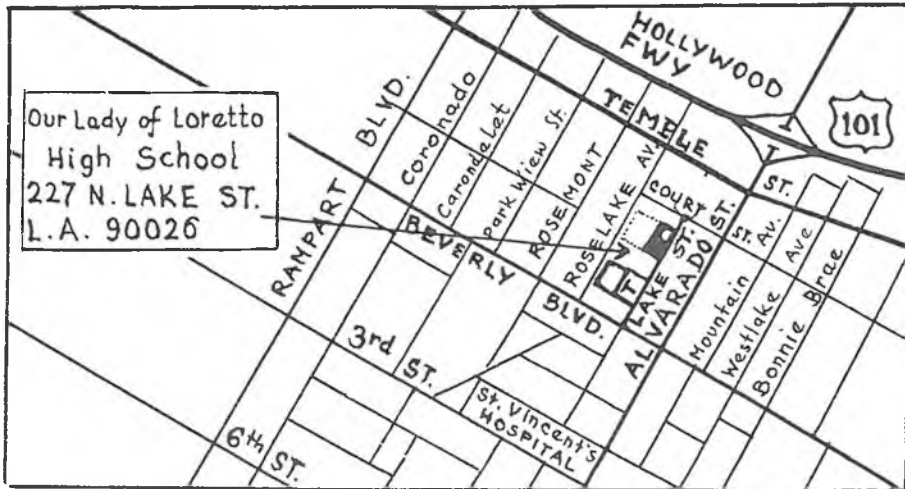 Our Lady of Loretto
High School
227 N. LAKE ST.
L.A. 90026
HOLLYWOOD
FWY
101
TEMPLE
ST.
RAMPART BLVD.
Coronado
Carondelet
Park Wiew St.
ROSEMONT
ROSELAKE AV.
COURT
ST.
BEVERLY
BLVD.
LAKE ST.
ALVARADO ST.
Mountain Av.
Westlake Ave
Bonnie Brae
3rd
ST.
St. Vincent's
HOSPITAL
6th
ST.